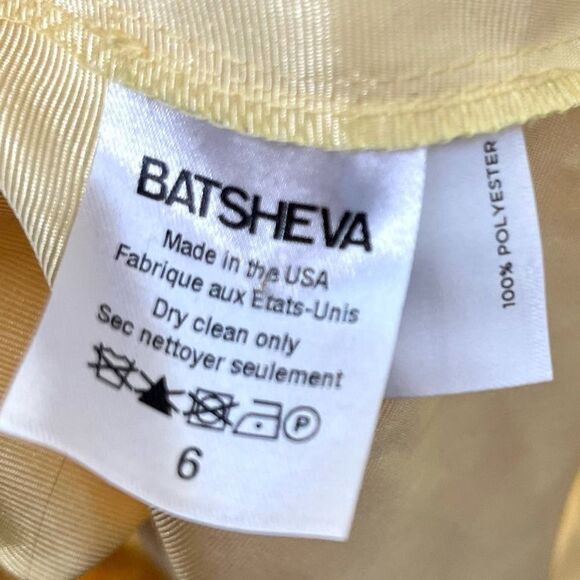 BATSHEVA
Made in the USA
Fabrique aux Etats-Unis
Dry clean only
Sec nettoyer seulement
P
6
100% POLYESTER